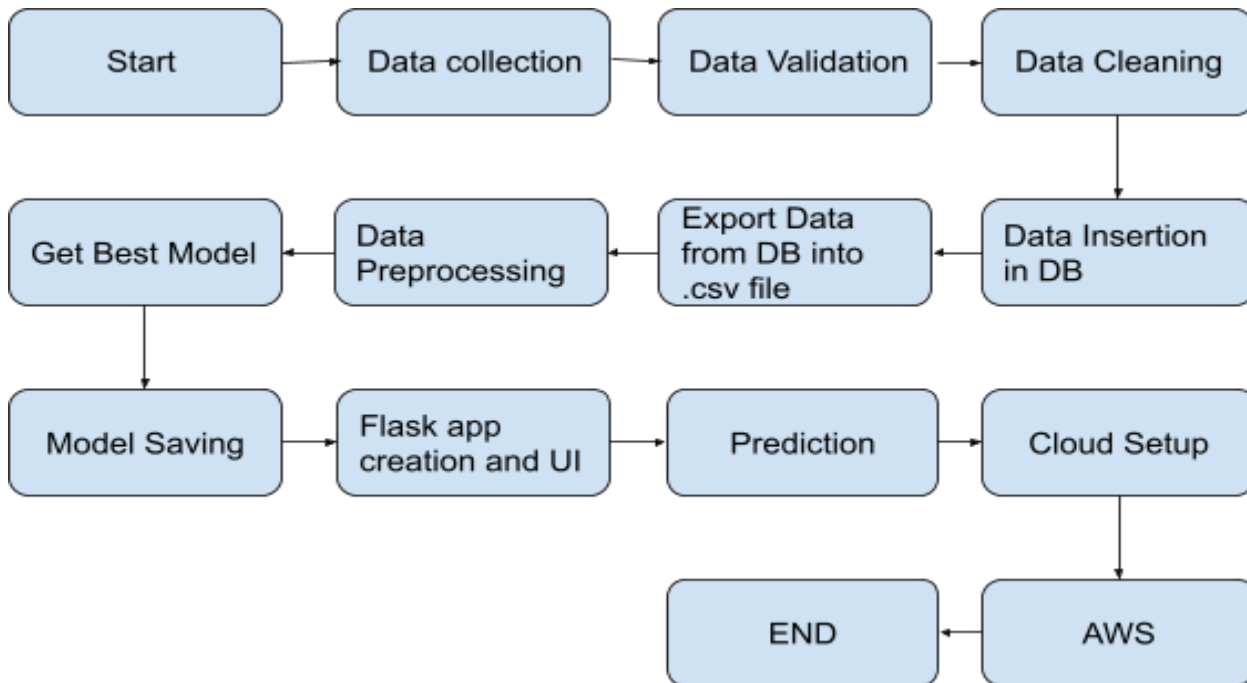 Start
Data collection
Data Validation
Data Cleaning
Get Best Model
Data
Preprocessing
Export Data
from DB into
.csv file
Data Insertion
in DB
Model Saving
Flask app
creation and UI
Prediction
Cloud Setup
END
AWS